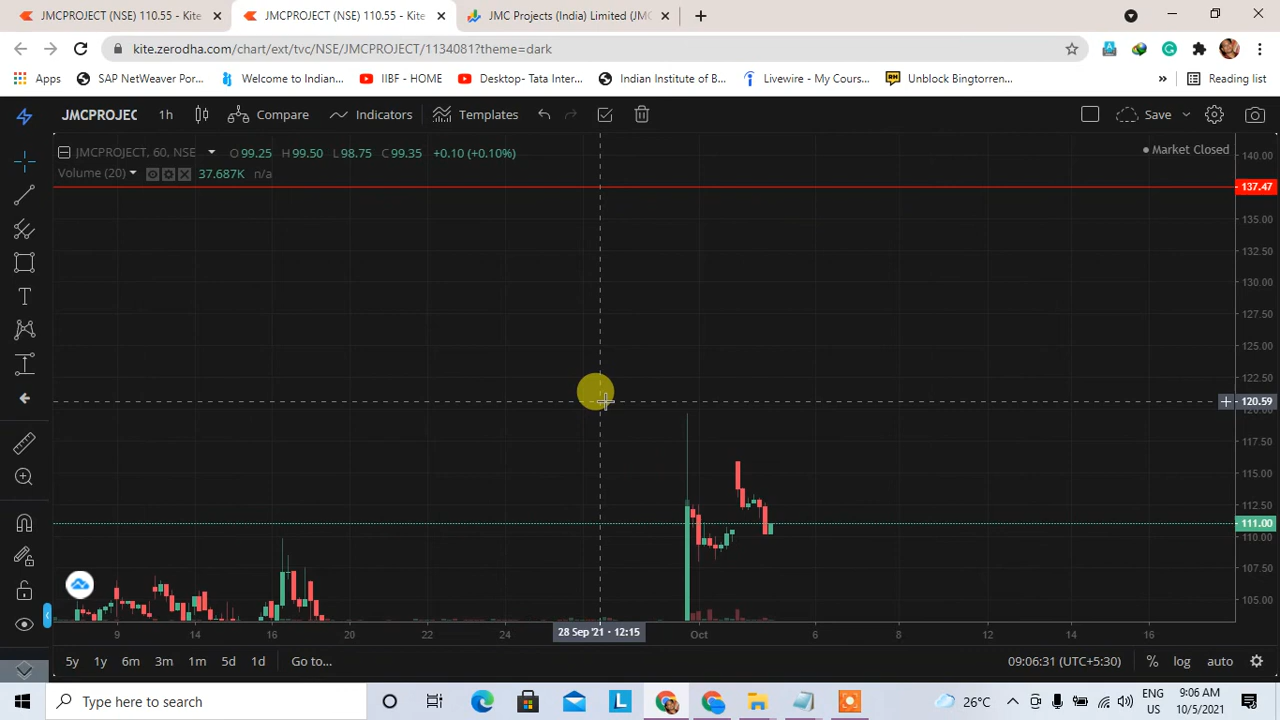 JMCPROJECT (NSE) 110.55 - Kite
JMCPROJECT (NSE) 110.55 - Kite
JMC Projects (India) Limited (JMC
kite.zerodha.com/chart/ext/tvc/NSE/JMCPROJECT/1134081?theme=dark
Apps
SAP NetWeaver Por...
Welcome to Indian...
IIBF - HOME
Desktop- Tata Inter...
Indian Institute of B...
Livewire - My Cours...
Unblock Bingtorren...
»
Reading list
JMCPROJEC
1h
Compare
Indicators
Templates
Save
JMCPROJECT, 60, NSE
O99.25 H99.50 L98.75 C99.35 +0.10 (+0.10%)
Market Closed
Volume (20)
37.687K n/a
140.00
137.47
135.00
132.50
130.00
127.50
125.00
122.50
120.59
120.00
117.50
115.00
112.50
111.00
110.00
107.50
105.00
9 14 16 20 22 24 28 Sep '21 - 12:15 Oct 6 8 12 14 16
5y 1y 6m 3m 1m 5d 1d Go to...
09:06:31 (UTC+5:30) % log auto
Type here to search
L
26°C
ENG
US
9:06 AM
10/5/2021